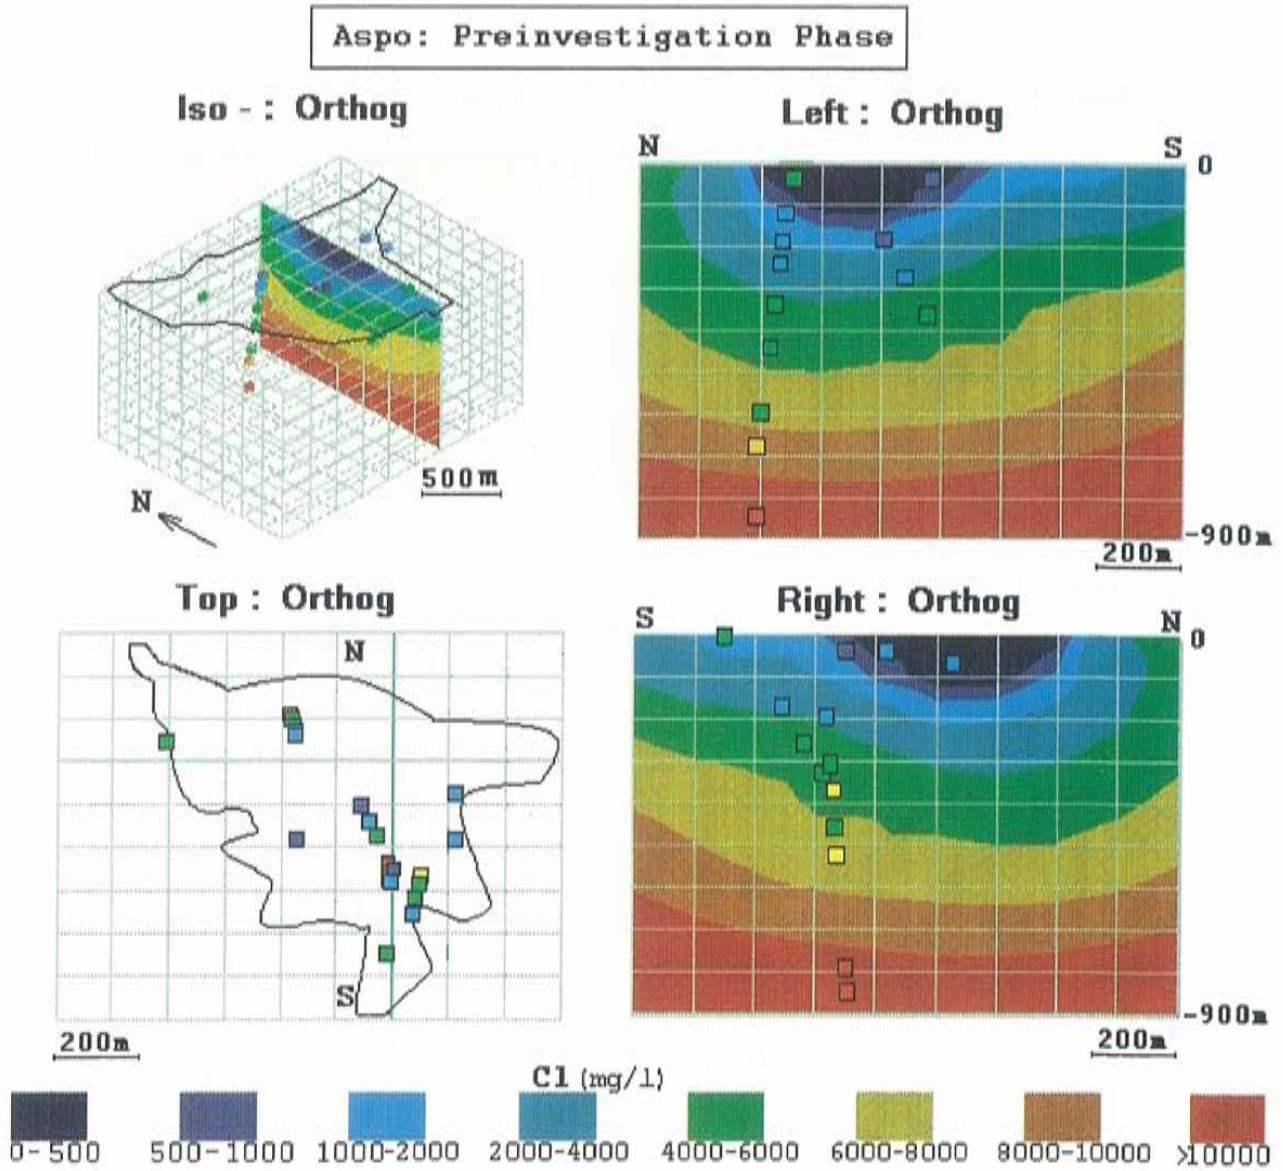 Aspo: Preinvestigation Phase
Iso - : Orthog
Left : Orthog
N
S
0
500m
N
-900m
200m
Top : Orthog
Right : Orthog
N
S
N
0
S
-900m
200m
200m
Cl (mg/l)
0-500
500-1000
1000-2000
2000-4000
4000-6000
6000-8000
8000-10000
>10000